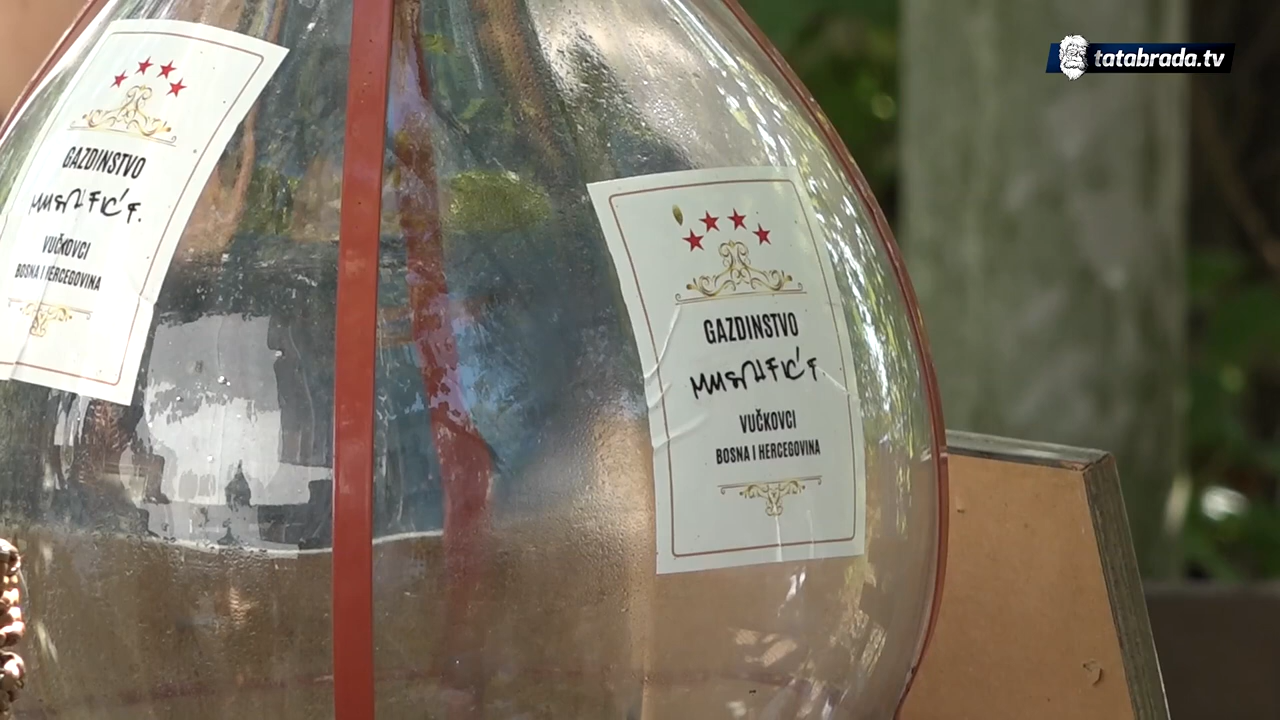 tatabrada.tv
GAZDINSTVO
VUČKOVCI
BOSNA I HERCEGOVINA
GAZDINSTVO
VUČKOVCI
BOSNA I HERCEGOVINA